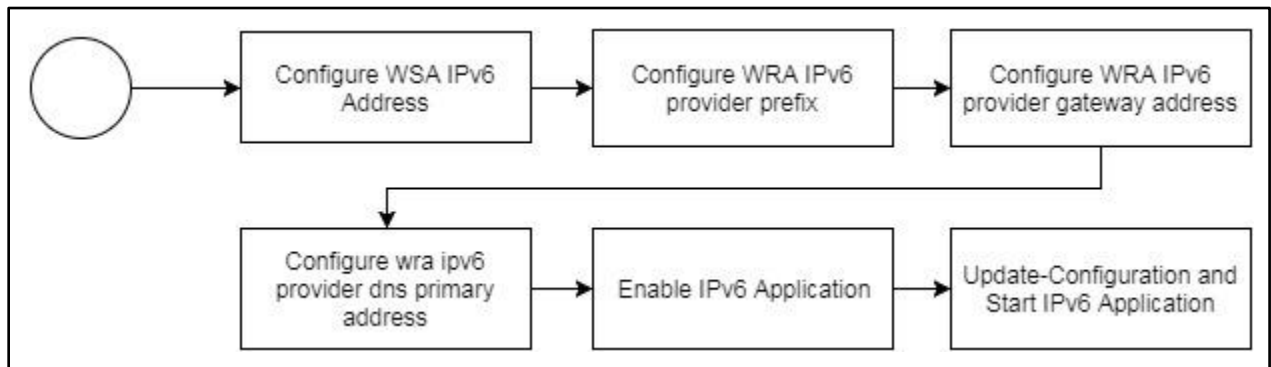 Configure WSA IPv6
Address
Configure WRA IPv6
provider prefix
Configure WRA IPv6
provider gateway address
Configure wra ipv6
provider dns primary
address
Enable IPv6 Application
Update-Configuration and
Start IPv6 Application